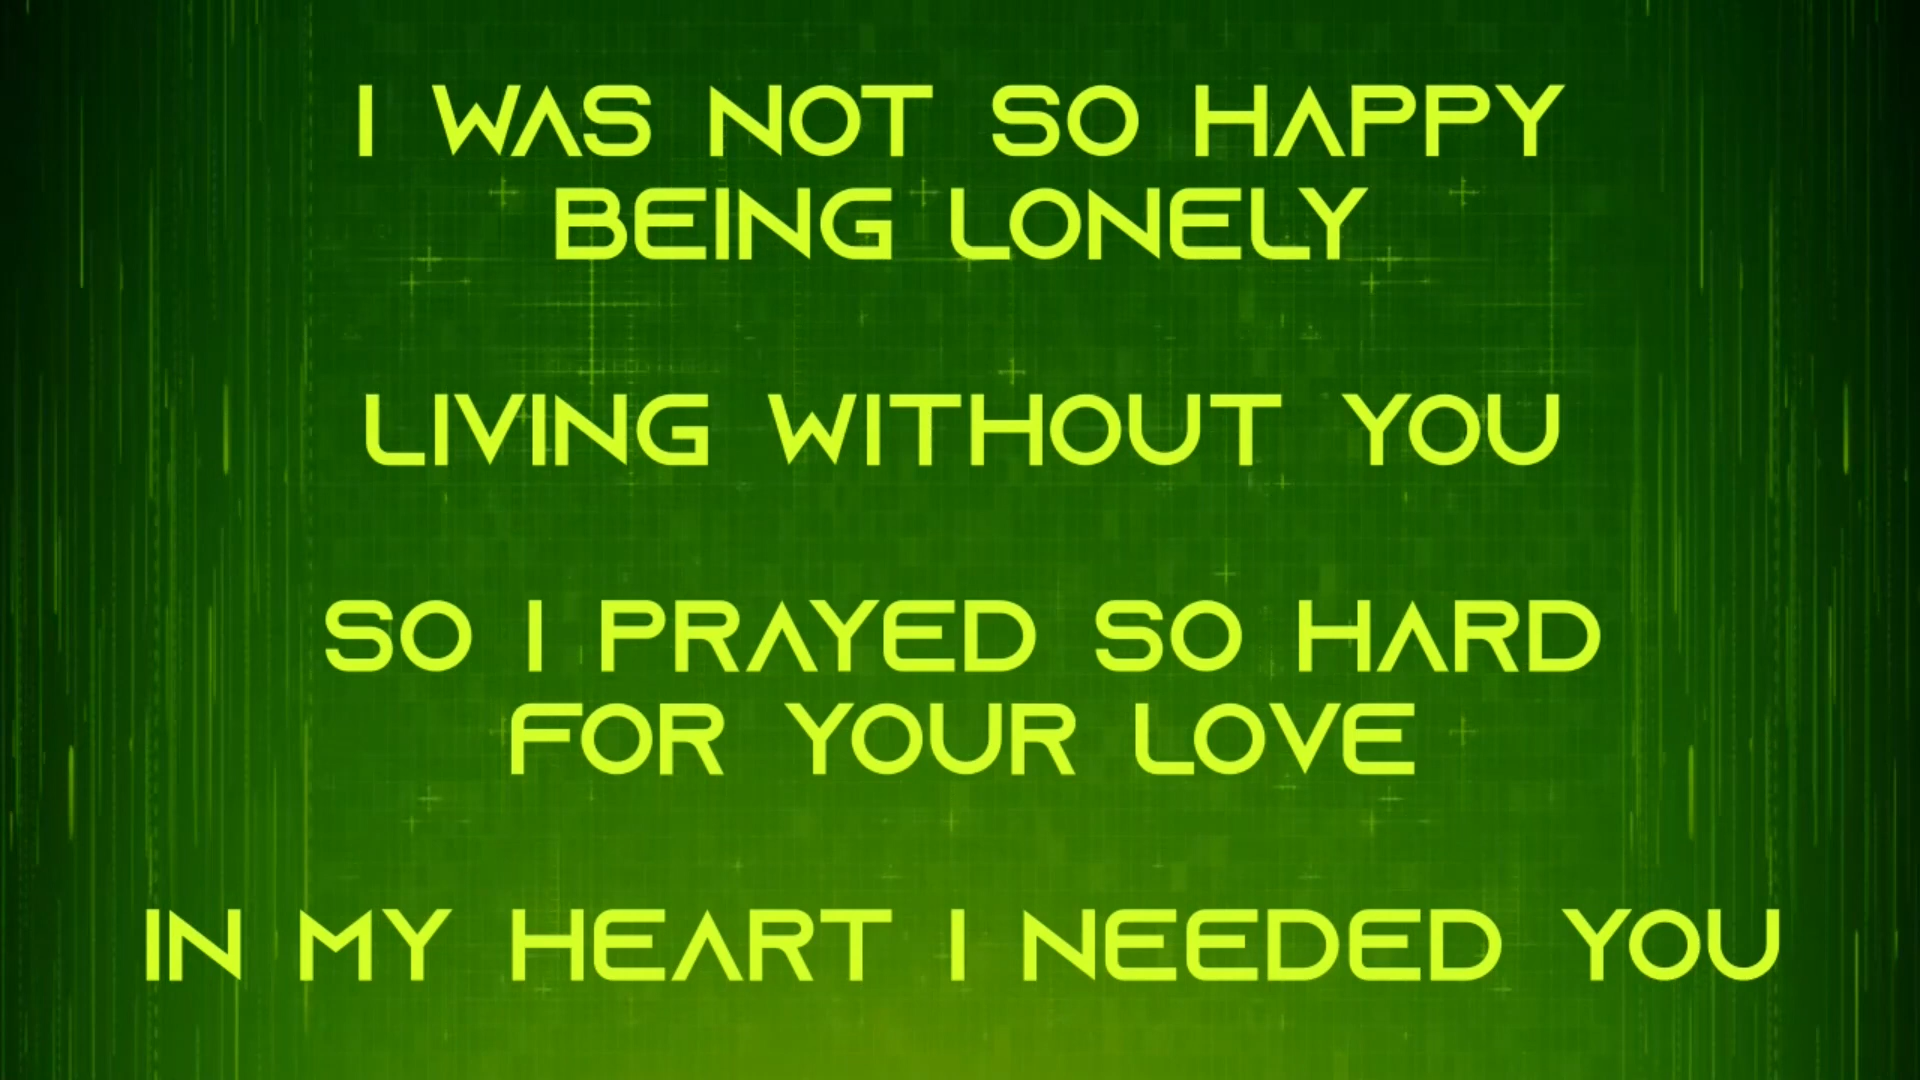 I WAS NOT SO HAPPY
BEING LONELY
LIVING WITHOUT YOU
SO I PRAYED SO HARD
FOR YOUR LOVE
IN MY HEART I NEEDED YOU